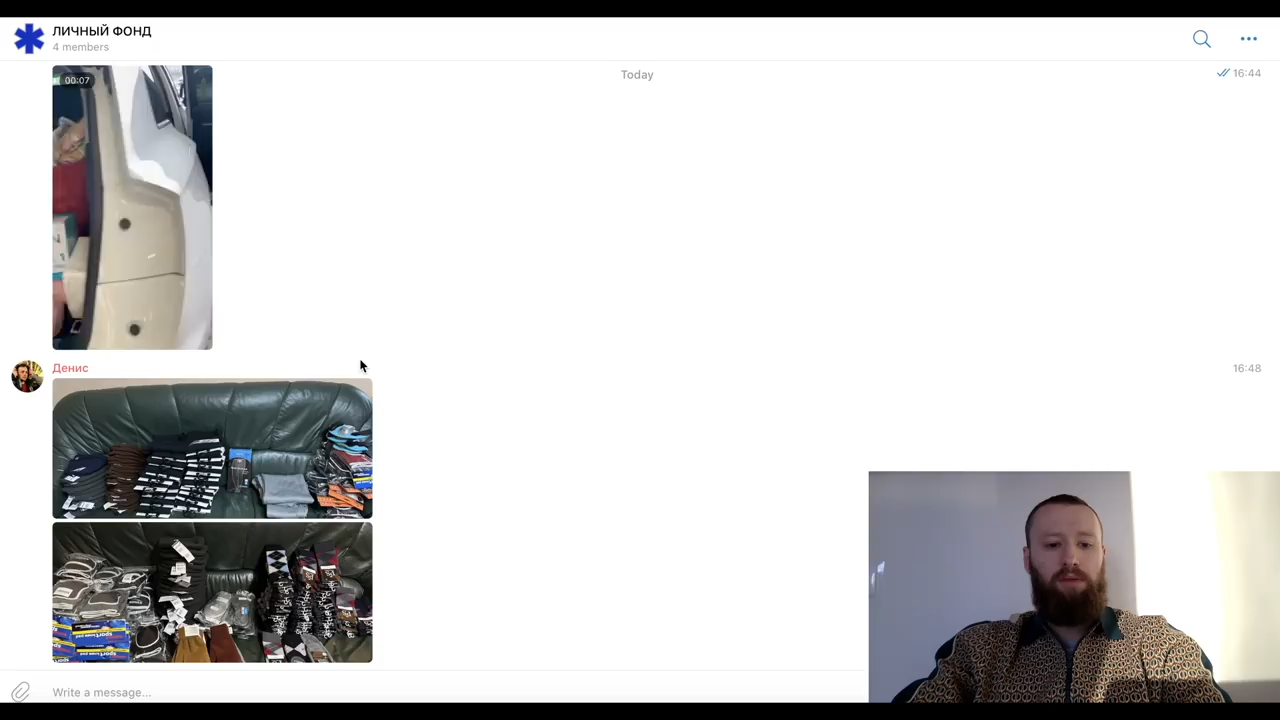 ЛИЧНЫЙ ФОНД
4 members
00:07
Today
16:44
Денис
16:48
Write a message...